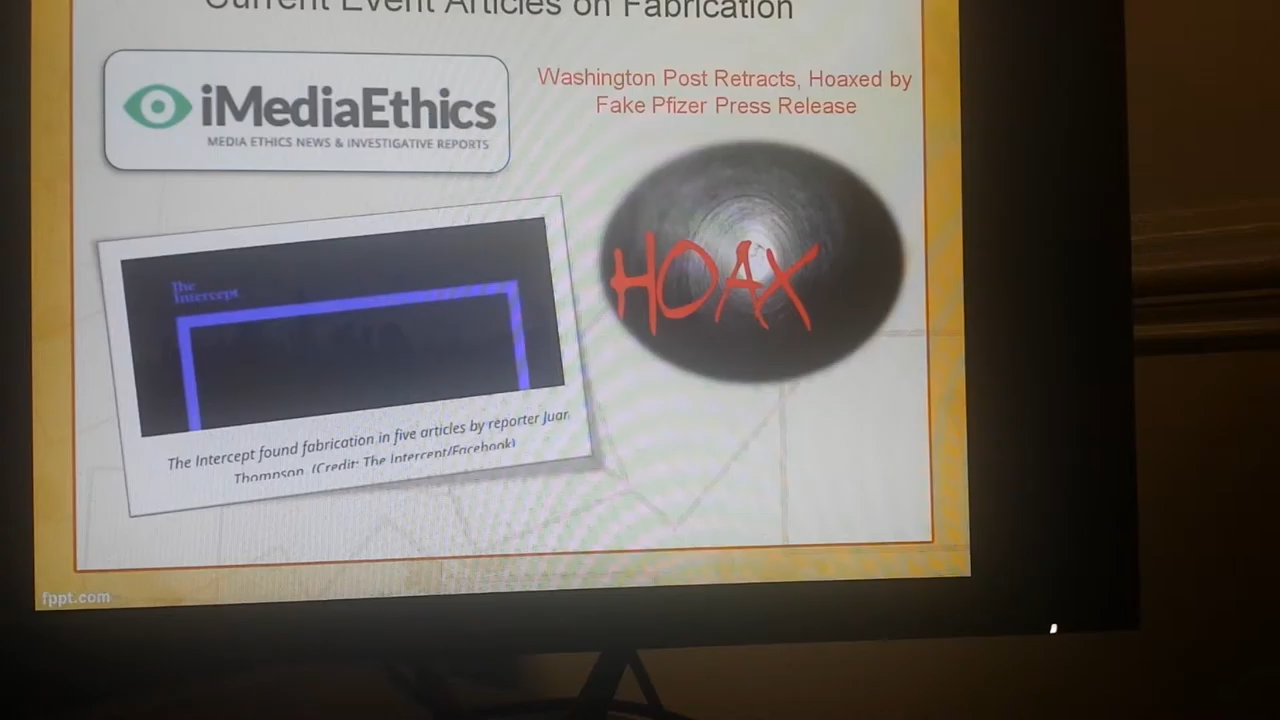 Current Event Articles on Fabrication
iMediaEthics
MEDIA ETHICS NEWS & INVESTIGATIVE REPORTS
Washington Post Retracts, Hoaxed by
Fake Pfizer Press Release
HOAX
The
Intercept
The Intercept found fabrication in five articles by reporter Juan
Thompson. (Credit: The Intercept/Facebook)
fppt.com